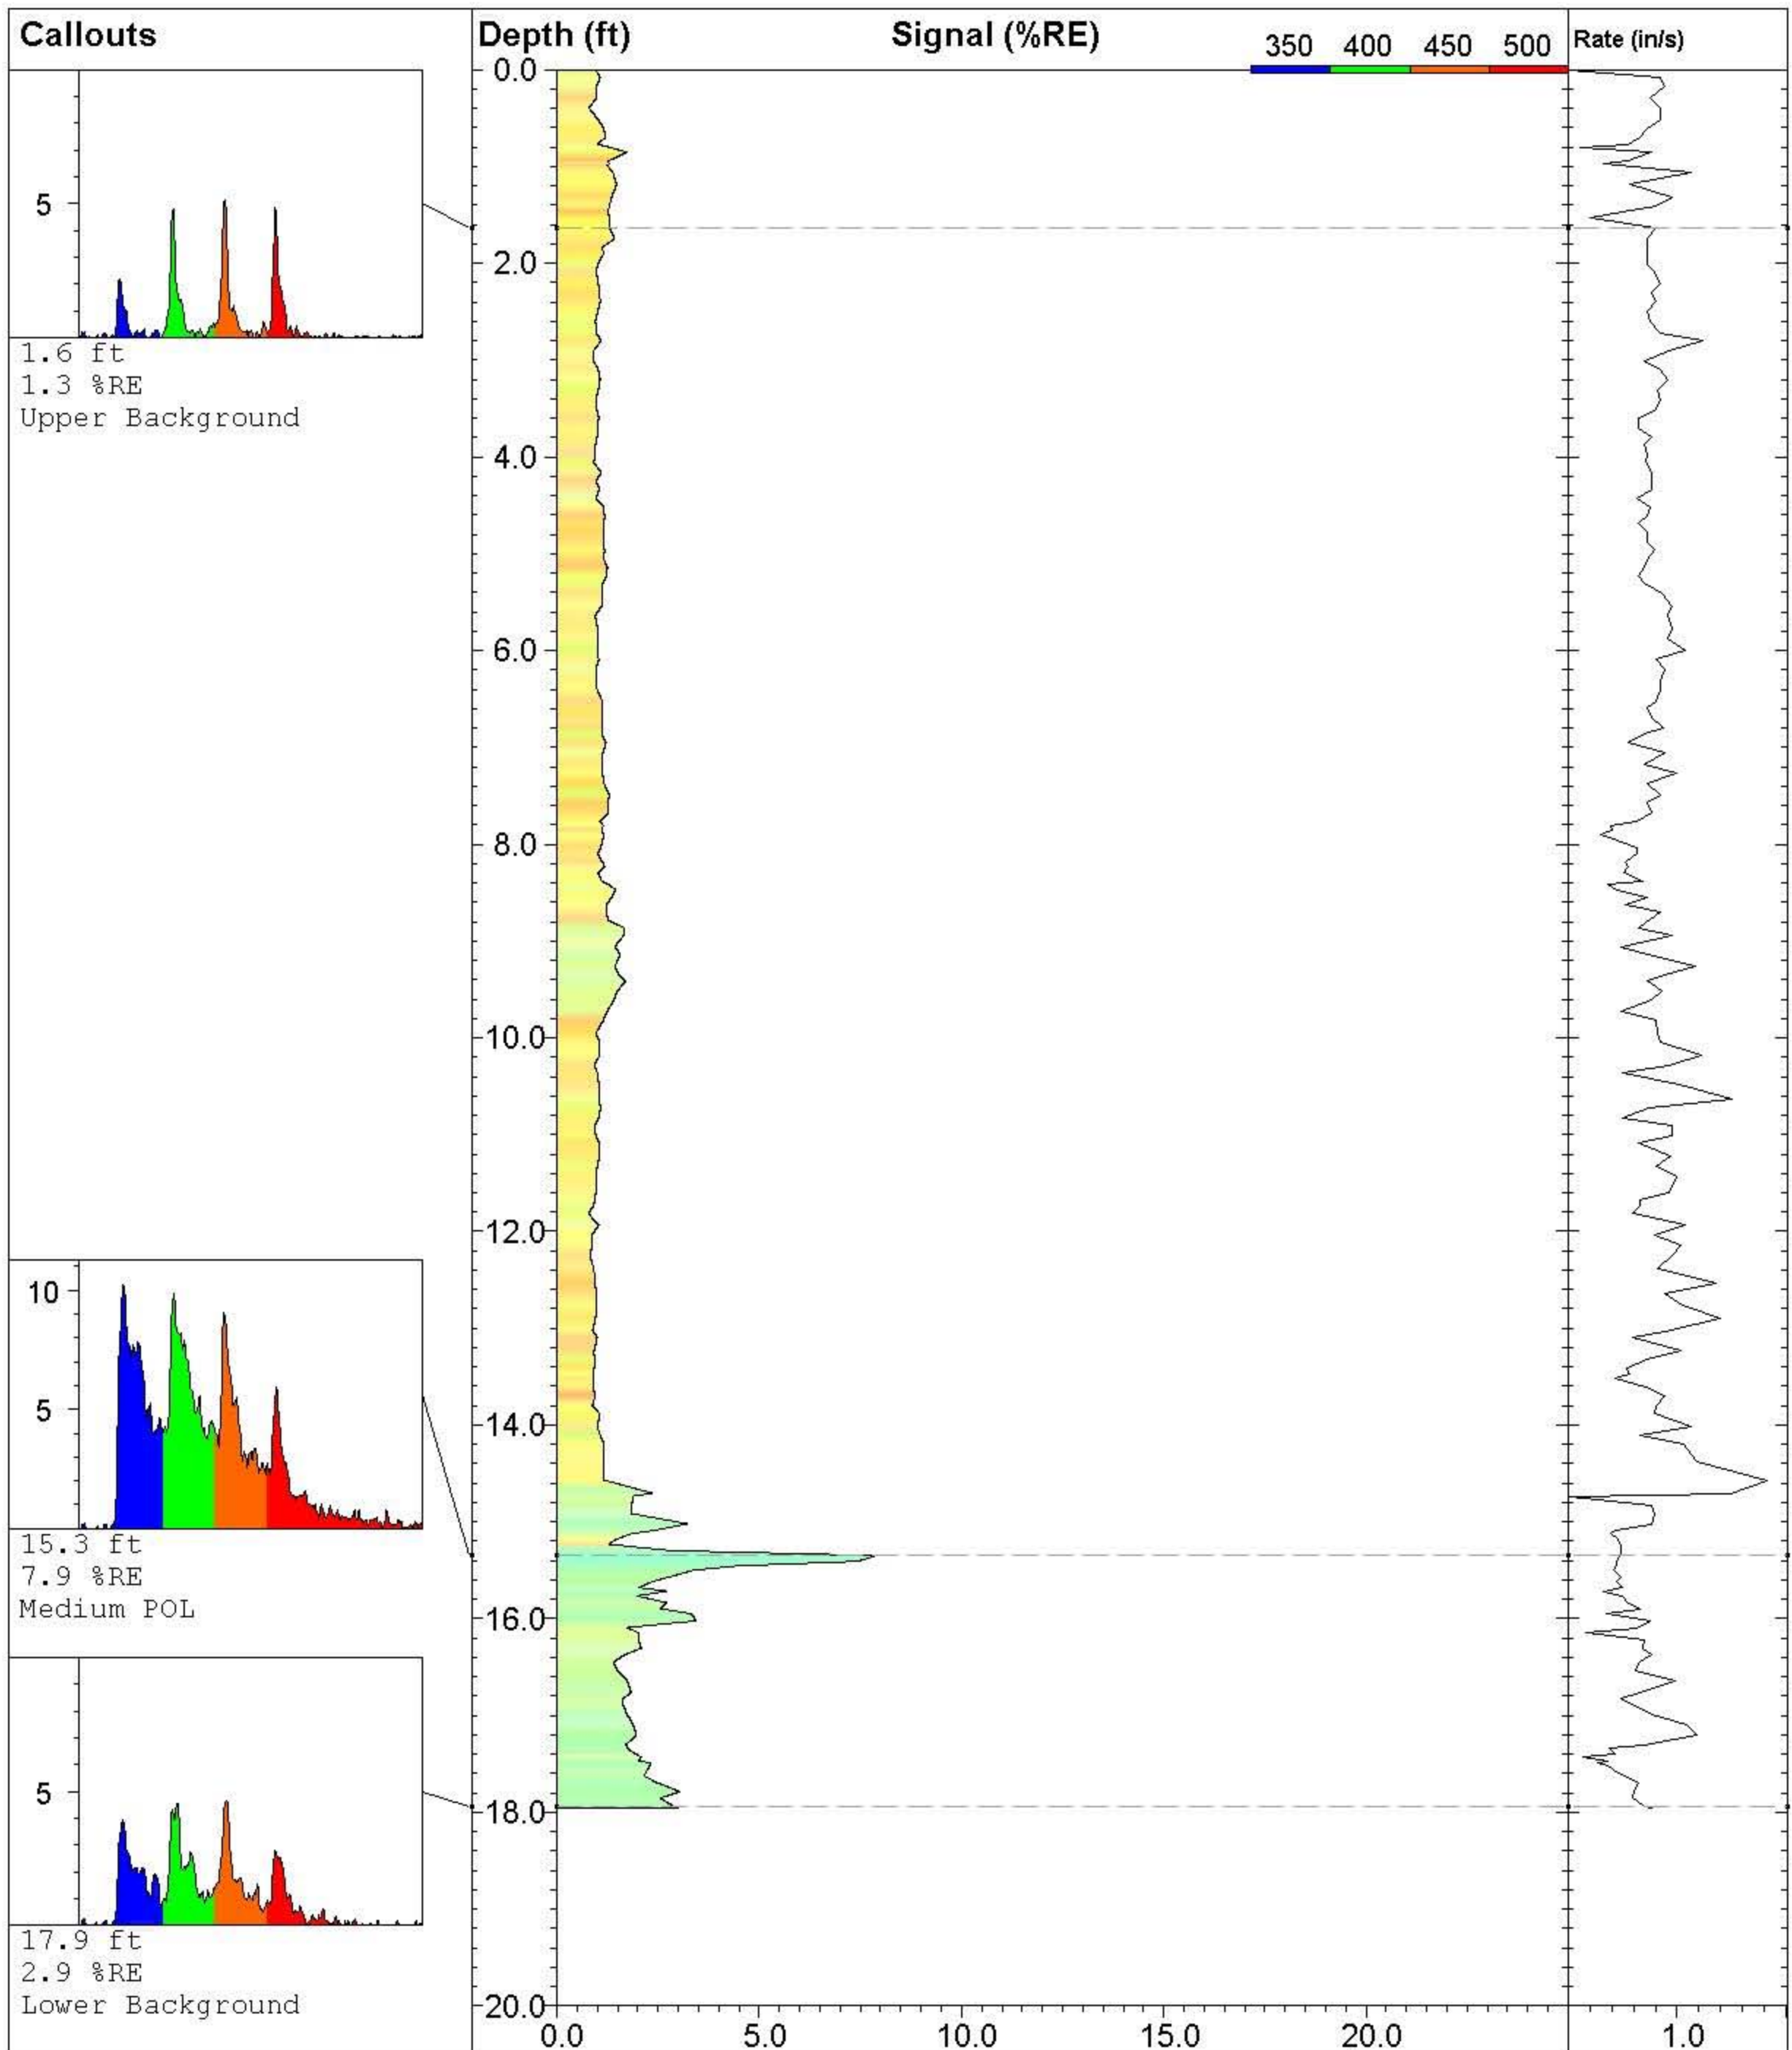 Callouts
Depth (ft)
Signal (%RE)
350 400 450 500
Rate (in/s)
5
1.6 ft
1.3 %RE
Upper Background
10
5
15.3 ft
7.9 %RE
Medium POL
5
17.9 ft
2.9 %RE
Lower Background
0.0
2.0
4.0
6.0
8.0
10.0
12.0
14.0
16.0
18.0
20.0
0.0 5.0 10.0 15.0 20.0
1.0